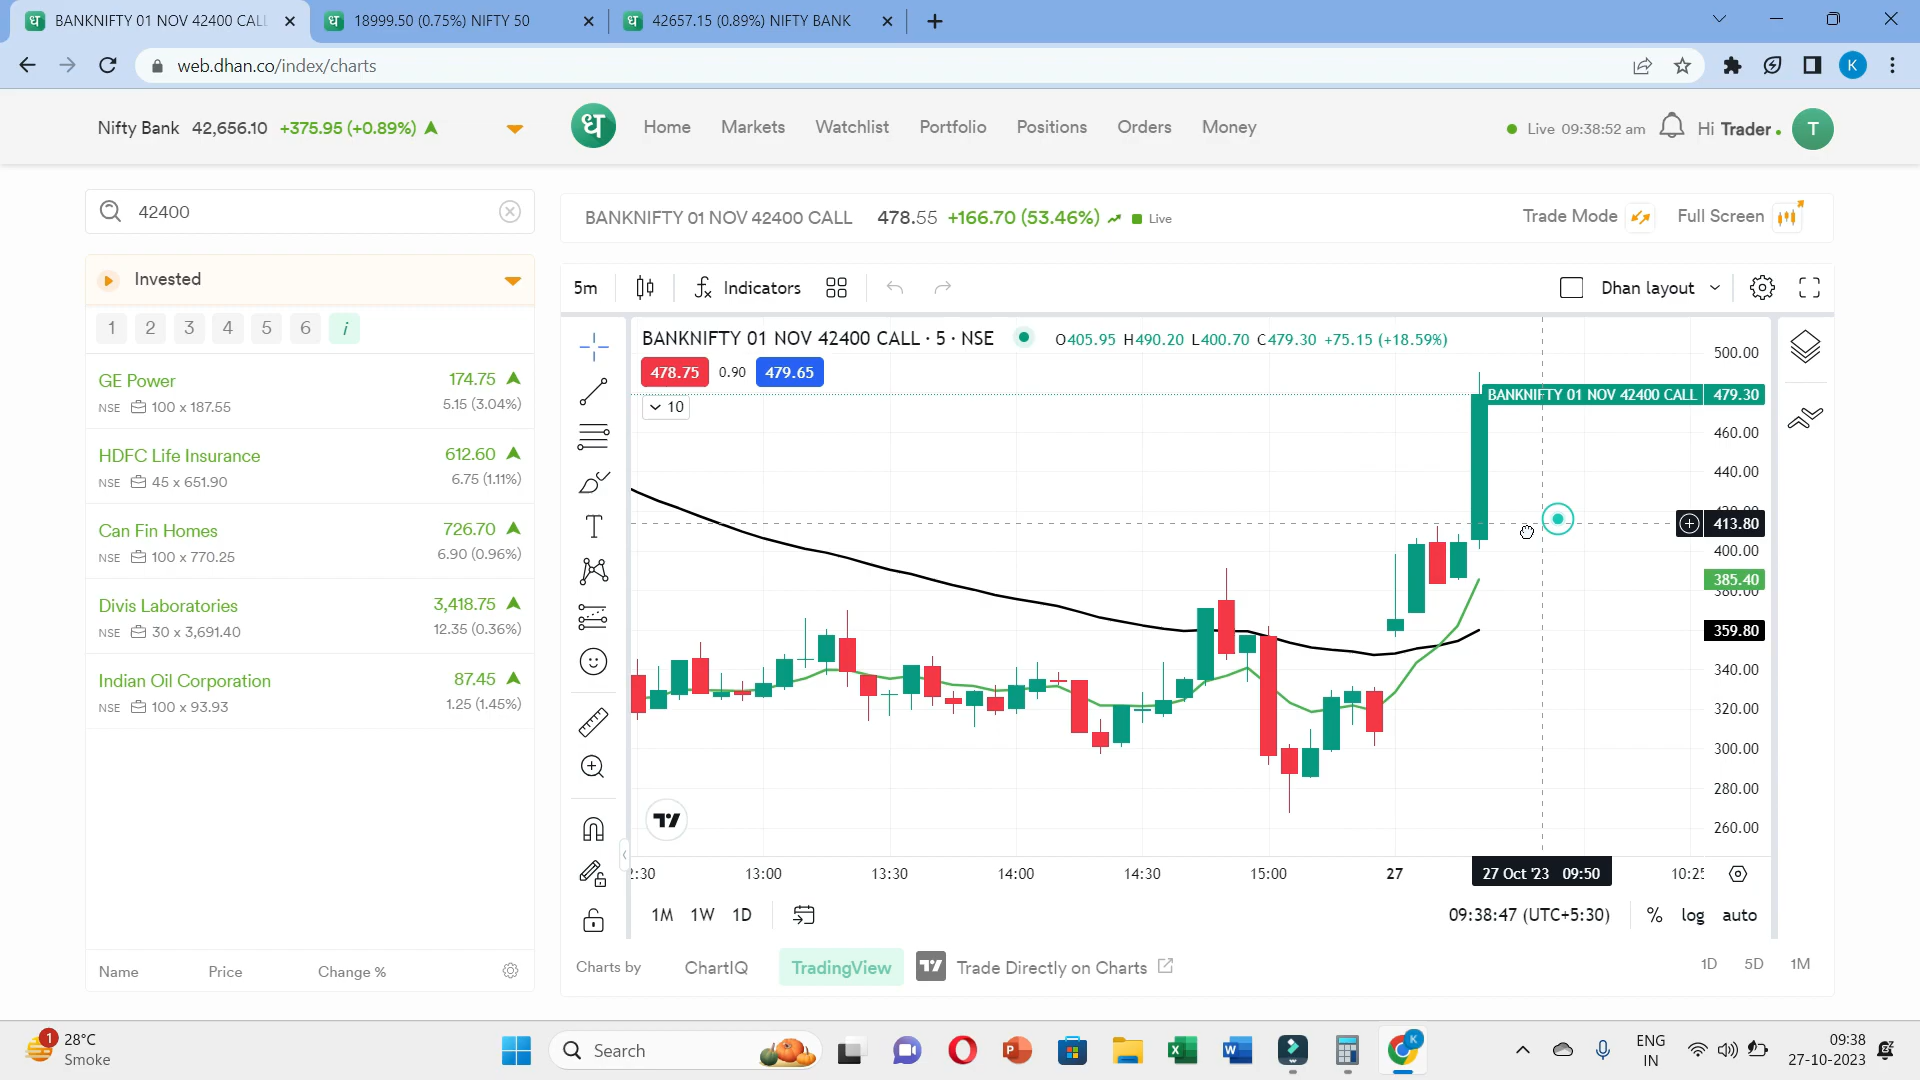 BANKNIFTY 01 NOV 42400 CAL
18999.50 (0.75%) NIFTY 50
42657.15 (0.89%) NIFTY BANK
web.dhan.co/index/charts
K
Nifty Bank 42,656.10 +375.95 (+0.89%)
ध
Home Markets Watchlist Portfolio Positions Orders Money
Live 09:38:52 am
Hi Trader
T
42400
BANKNIFTY 01 NOV 42400 CALL 478.55 +166.70 (53.46%) Live
Trade Mode
Full Screen
Invested
1 2 3 4 5 6 i
GE Power 174.75
NSE 100 x 187.55 5.15 (3.04%)
HDFC Life Insurance 612.60
NSE 45 x 651.90 6.75 (1.11%)
Can Fin Homes 726.70
NSE 100 x 770.25 6.90 (0.96%)
Divis Laboratories 3,418.75
NSE 30 x 3,691.40 12.35 (0.36%)
Indian Oil Corporation 87.45
NSE 100 x 93.93 1.25 (1.45%)
Name Price Change %
5m Indicators
Dhan layout
BANKNIFTY 01 NOV 42400 CALL · 5 · NSE O405.95 H490.20 L400.70 C479.30 +75.15 (+18.59%)
478.75 0.90 479.65
10
500.00
BANKNIFTY 01 NOV 42400 CALL 479.30
460.00
440.00
413.80
400.00
385.40
359.80
340.00
320.00
300.00
280.00
260.00
2:30 13:00 13:30 14:00 14:30 15:00 27 27 Oct '23 09:50 10:25
1M 1W 1D
09:38:47 (UTC+5:30) % log auto
Charts by ChartIQ TradingView Trade Directly on Charts
1D 5D 1M
1 28°C
Smoke
Search
ENG
IN
09:38
27-10-2023